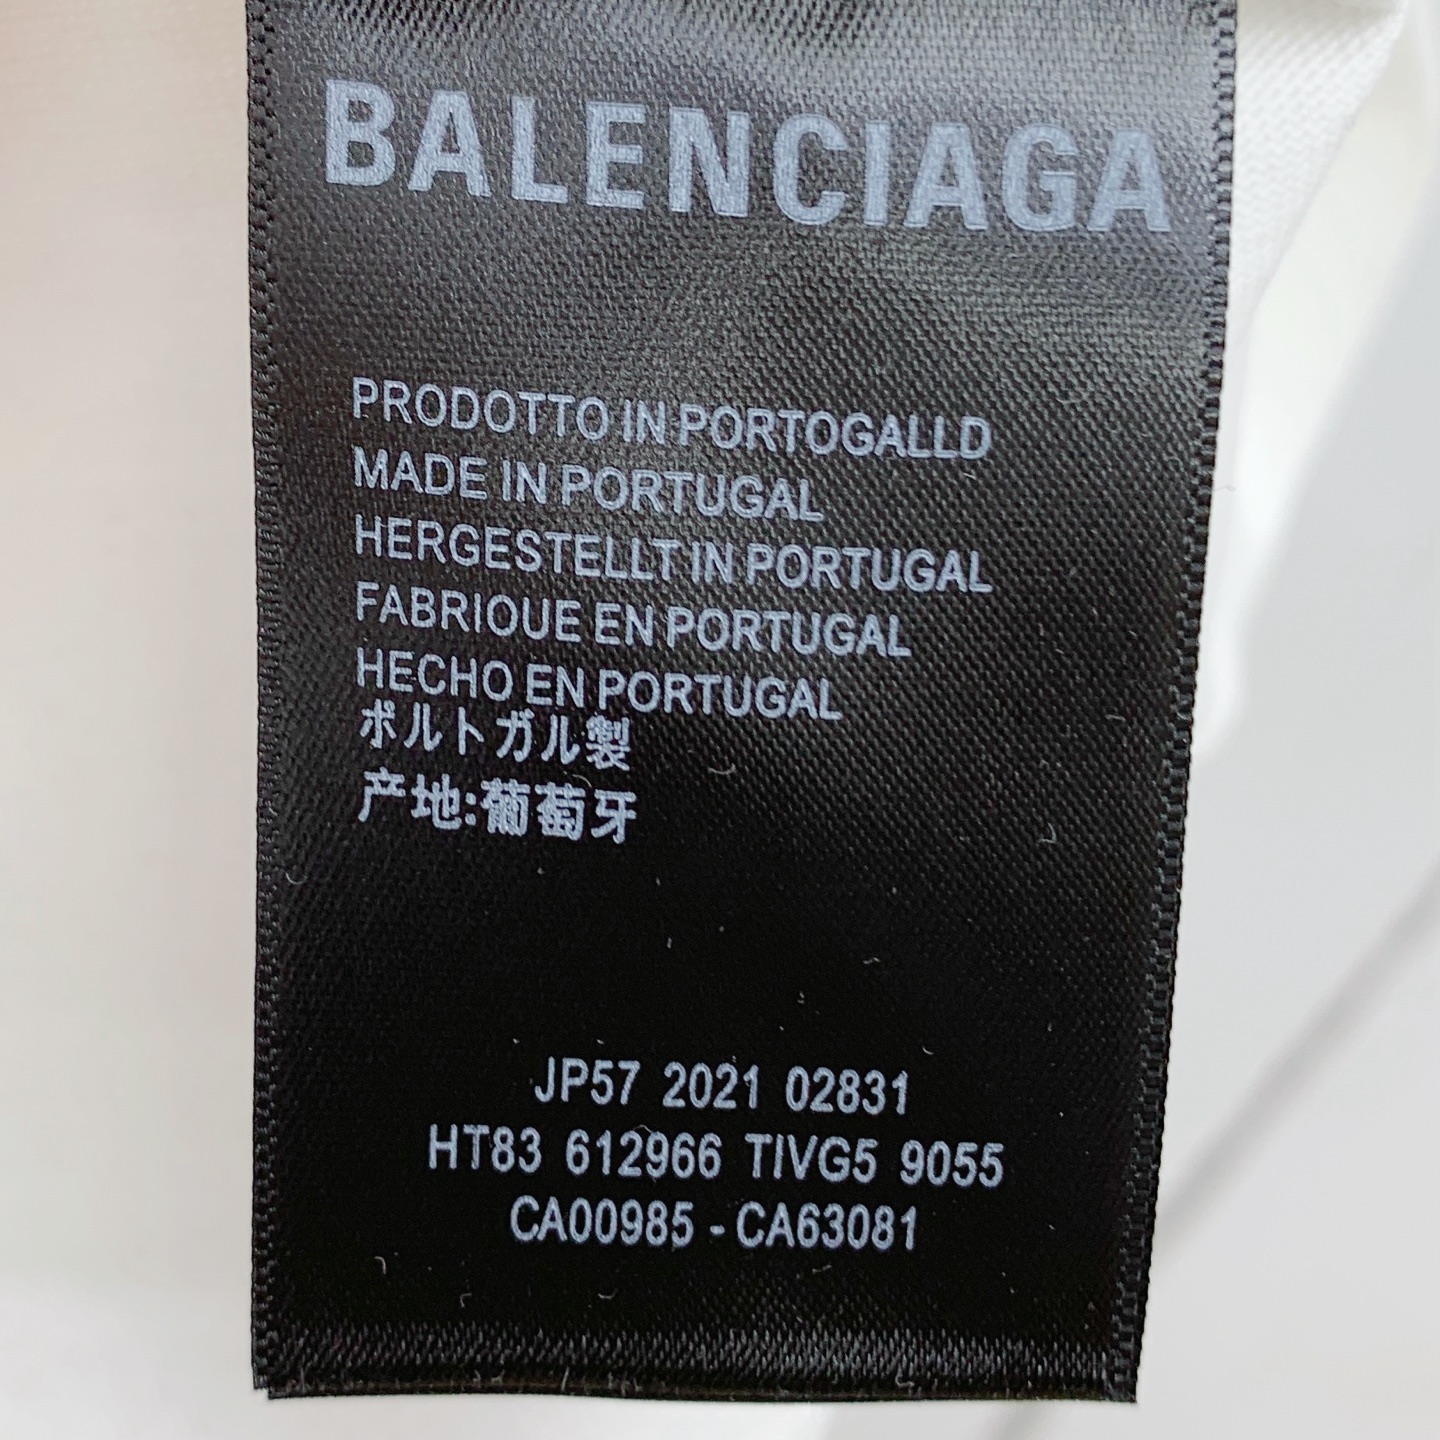 BALENCIAGA
PRODOTTO IN PORTOGALLD
MADE IN PORTUGAL
HERGESTELLT IN PORTUGAL
FABRIOUE EN PORTUGAL
HECHO EN PORTUGAL
ポルトガル製
产地:葡萄牙
JP57 2021 02831
HT83 612966 TIVG5 9055
CA00985 - CA63081